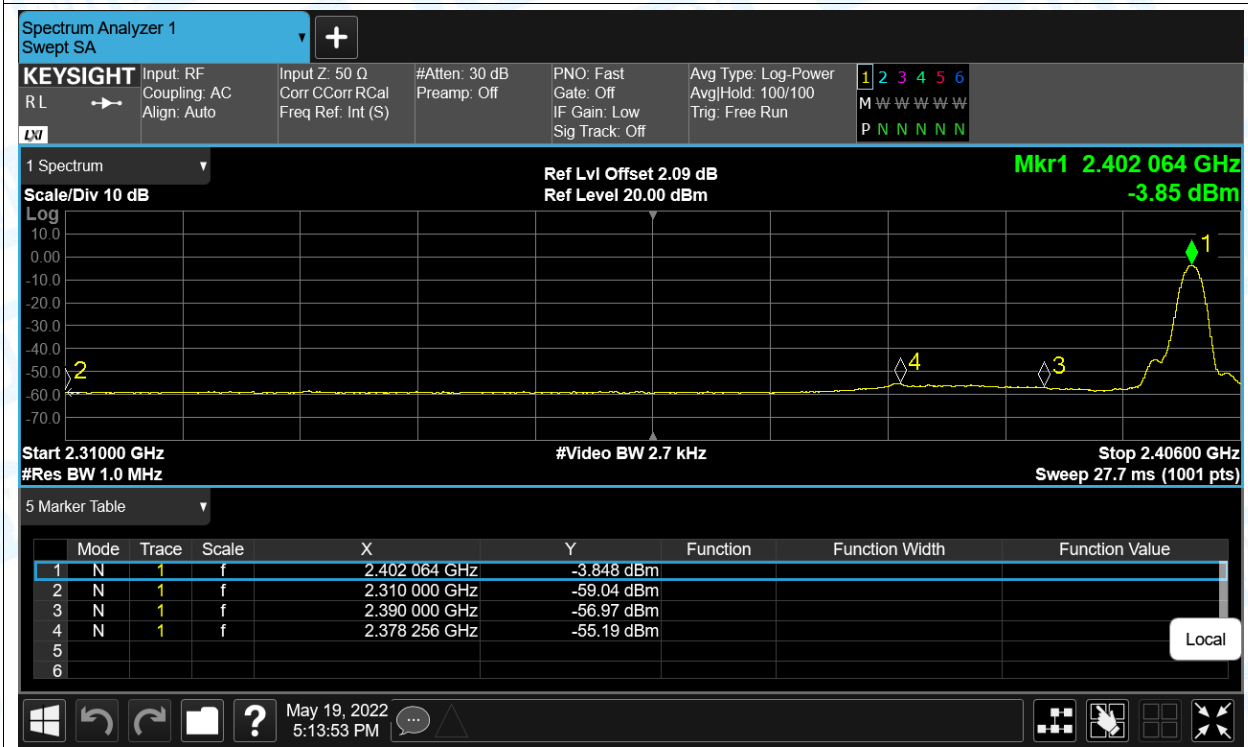 Spectrum Analyzer 1
Swept SA
KEYSIGHT Input: RF Input Z: 50 Ω #Atten: 30 dB PNO: Fast Avg Type: Log-Power 1 2 3 4 5 6
R L Coupling: AC Corr CCorr RCal Preamp: Off Gate: Off Avg|Hold: 100/100 M W W W W W
Align: Auto Freq Ref: Int (S) IF Gain: Low Trig: Free Run
LXI Sig Track: Off P N N N N N
1 Spectrum Ref Lvl Offset 2.09 dB Mkr1 2.402 064 GHz
Scale/Div 10 dB Ref Level 20.00 dBm -3.85 dBm
Log
10.0 1
0.00
-10.0
-20.0
-30.0
-40.0
-50.0 2 4 3
-60.0
-70.0
Start 2.31000 GHz #Video BW 2.7 kHz Stop 2.40600 GHz
#Res BW 1.0 MHz Sweep 27.7 ms (1001 pts)
5 Marker Table
Mode Trace Scale X Y Function Function Width Function Value
1 N 1 f 2.402 064 GHz -3.848 dBm
2 N 1 f 2.310 000 GHz -59.04 dBm
3 N 1 f 2.390 000 GHz -56.97 dBm
4 N 1 f 2.378 256 GHz -55.19 dBm
5
6
Local
? May 19, 2022
5:13:53 PM